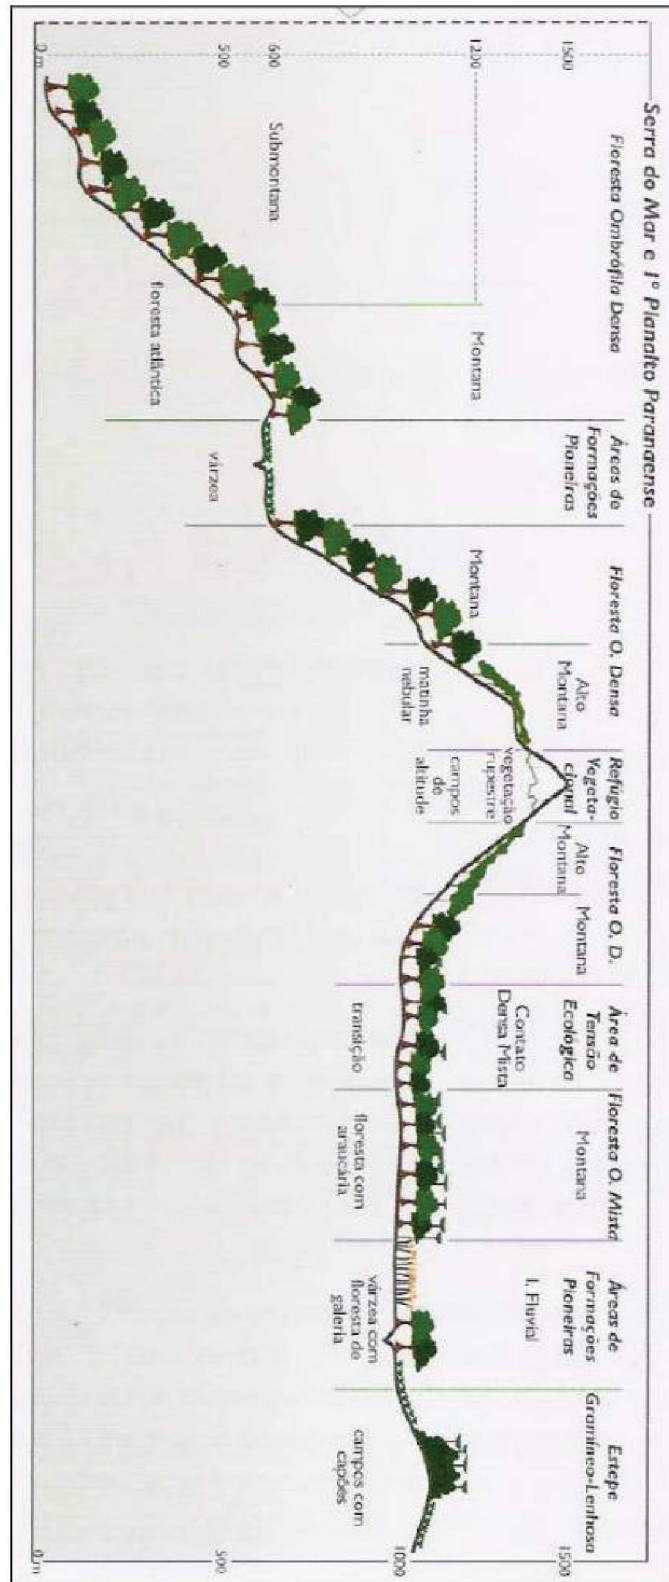 Serra do Mar e 1º Planalto Paranaense
Floresta Ombrófila Densa
Áreas de
Formações
Pioneiras
Floresta O. Densa
Refúgio
Vegeta-
cional
Floresta O. D.
Área de
Tensão
Ecológica
Floresta O. Mista
Áreas de
Formações
Pioneiras
Estepe
Gramíneo-Lenhosa
1500
1200
600
500
0 m
Submontana
Montana
Montana
Alto
Montana
Alto
Montana
Montana
Contato
Densa Mista
Montana
I. Fluvial
floresta atlântica
várzea
matinha
nebular
vegetação
rupestre
campos
de
altitude
transição
floresta com
araucária
várzea com
floresta de
galeria
campos com
capões
1500
1000
500
0 m